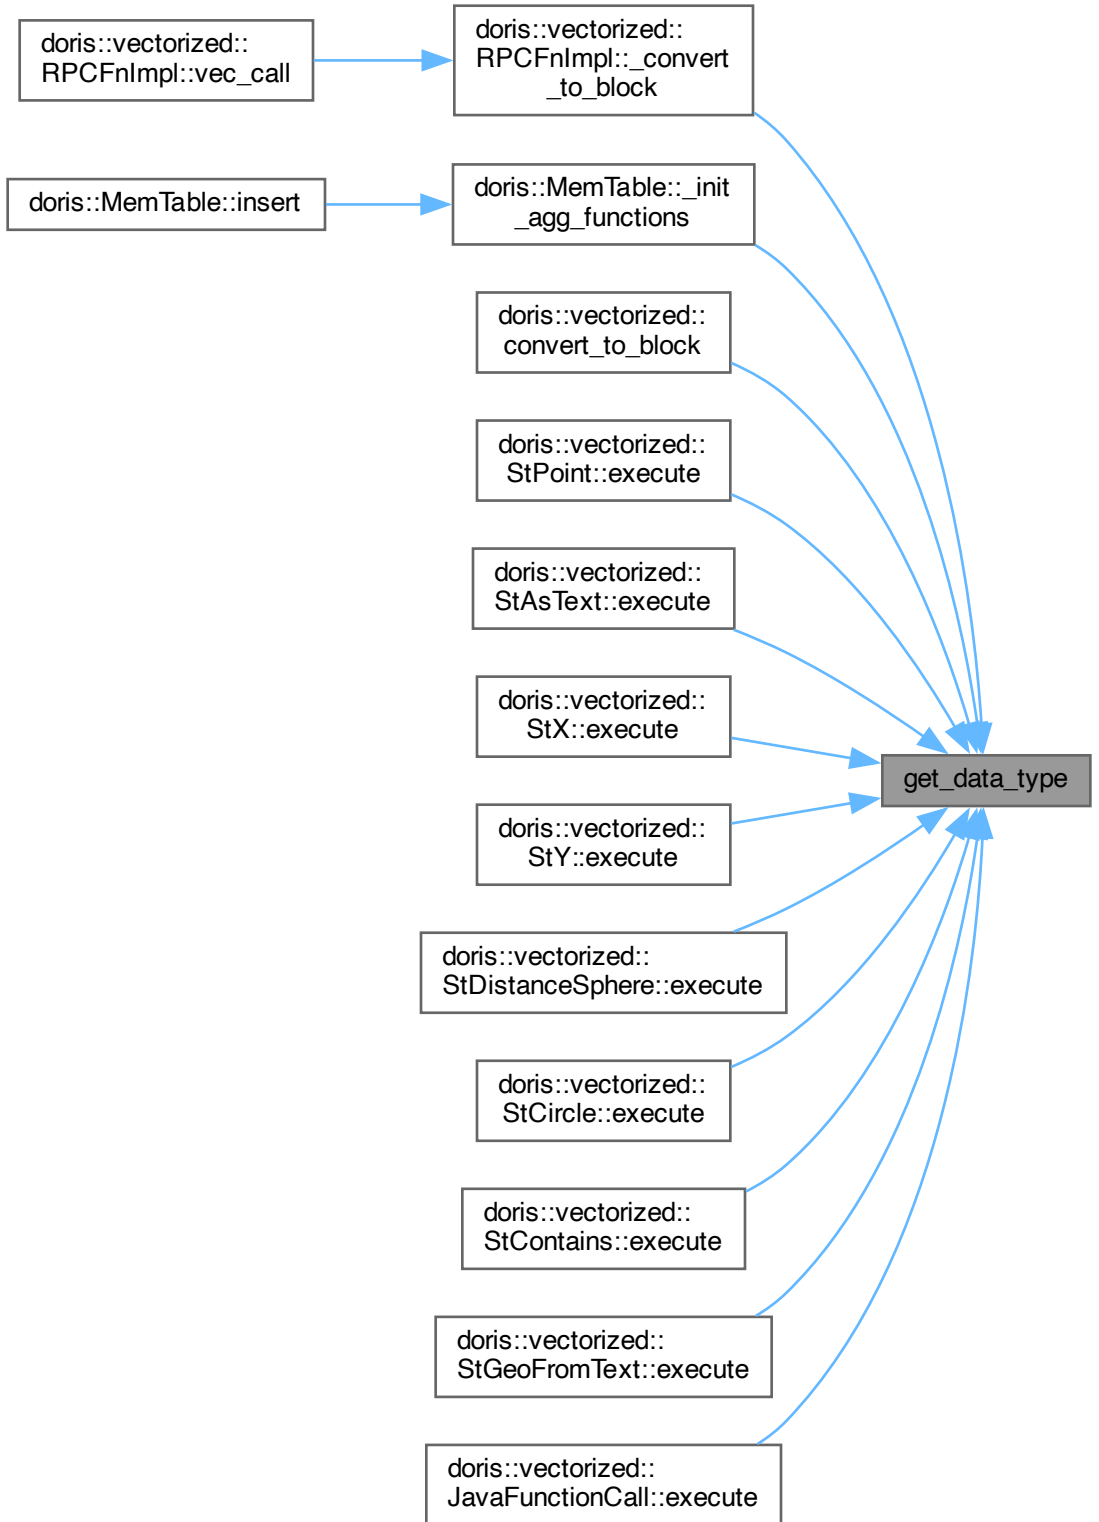 doris::vectorized::
RPCFnImpl::vec_call
doris::vectorized::
RPCFnImpl::_convert
_to_block
doris::MemTable::insert
doris::MemTable::_init
_agg_functions
doris::vectorized::
convert_to_block
doris::vectorized::
StPoint::execute
doris::vectorized::
StAsText::execute
doris::vectorized::
StX::execute
get_data_type
doris::vectorized::
StY::execute
doris::vectorized::
StDistanceSphere::execute
doris::vectorized::
StCircle::execute
doris::vectorized::
StContains::execute
doris::vectorized::
StGeoFromText::execute
doris::vectorized::
JavaFunctionCall::execute